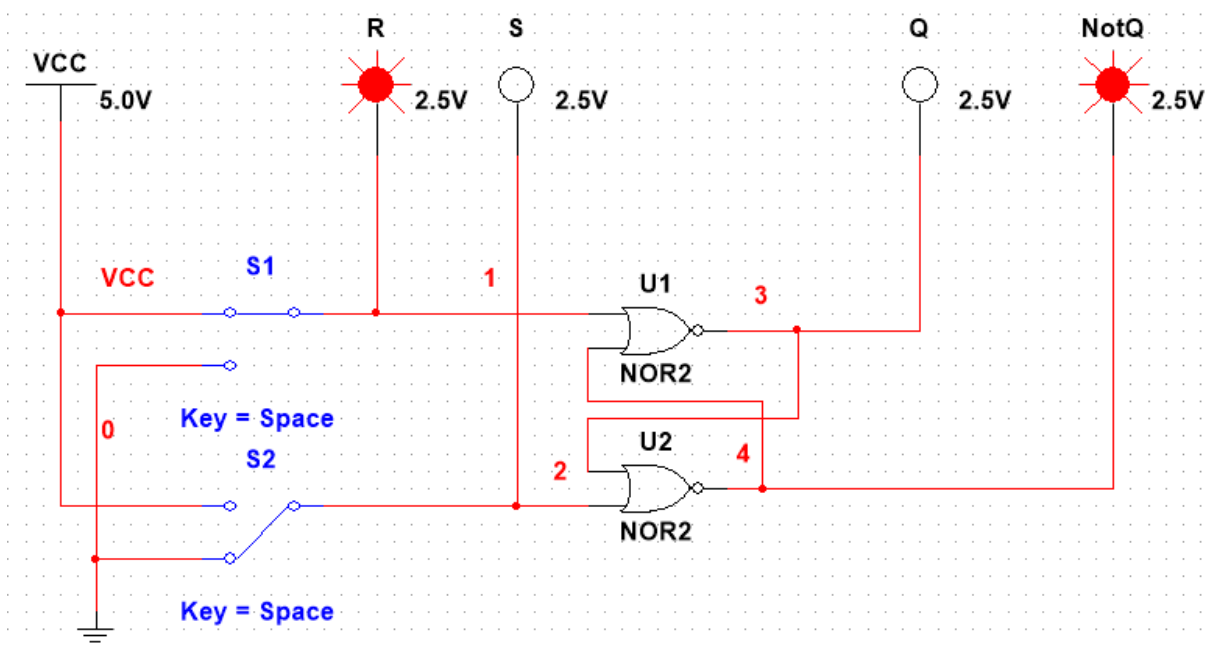 R
S
Q
NotQ
VCC
5.0V
2.5V
2.5V
2.5V
2.5V
VCC
S1
1
U1
3
NOR2
Key = Space
0
S2
U2
2
4
NOR2
Key = Space